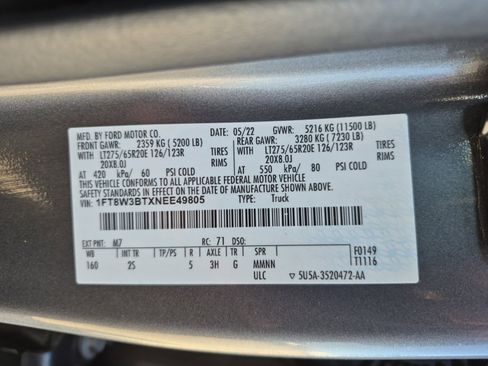 MFD. BY FORD MOTOR CO. 05/22 GVWR: 5216 KG (11500 LB)
FRONT GAWR: 2359 KG (5200 LB) REAR GAWR: 3280 KG (7230 LB)
WITH LT275/65R20E 126/123R TIRES WITH LT275/65R20E 126/123R TIRES
20X8.0J RIMS 20X8.0J RIMS
AT 420 kPa/ 60 PSI COLD AT 550 kPa/ 80 PSI COLD
THIS VEHICLE CONFORMS TO ALL APPLICABLE FEDERAL MOTOR VEHICLE
SAFETY STANDARDS IN EFFECT ON THE DATE OF MANUFACTURE SHOWN ABOVE.
VIN: 1FT8W3BTXNEE49805 TYPE: Truck
EXT PNT: M7 RC: 71 DSO: F0149
WB INT TR TP/PS R AXLE TR SPR T1116
160 2S 5 3H G MMNN
ULC 5U5A-3520472-AA